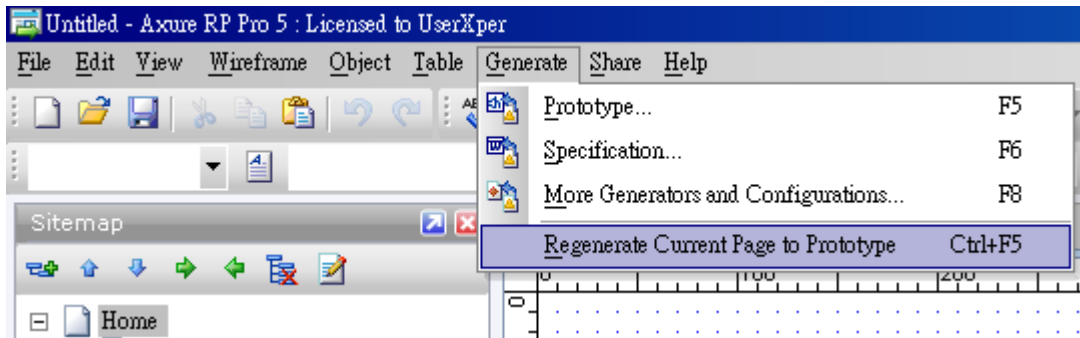 Untitled - Axure RP Pro 5 : Licensed to UserXper
File Edit View Wireframe Object Table Generate Share Help
Prototype... F5
Specification... F6
More Generators and Configurations... F8
Regenerate Current Page to Prototype Ctrl+F5
Sitemap
Home
0 100 200
0